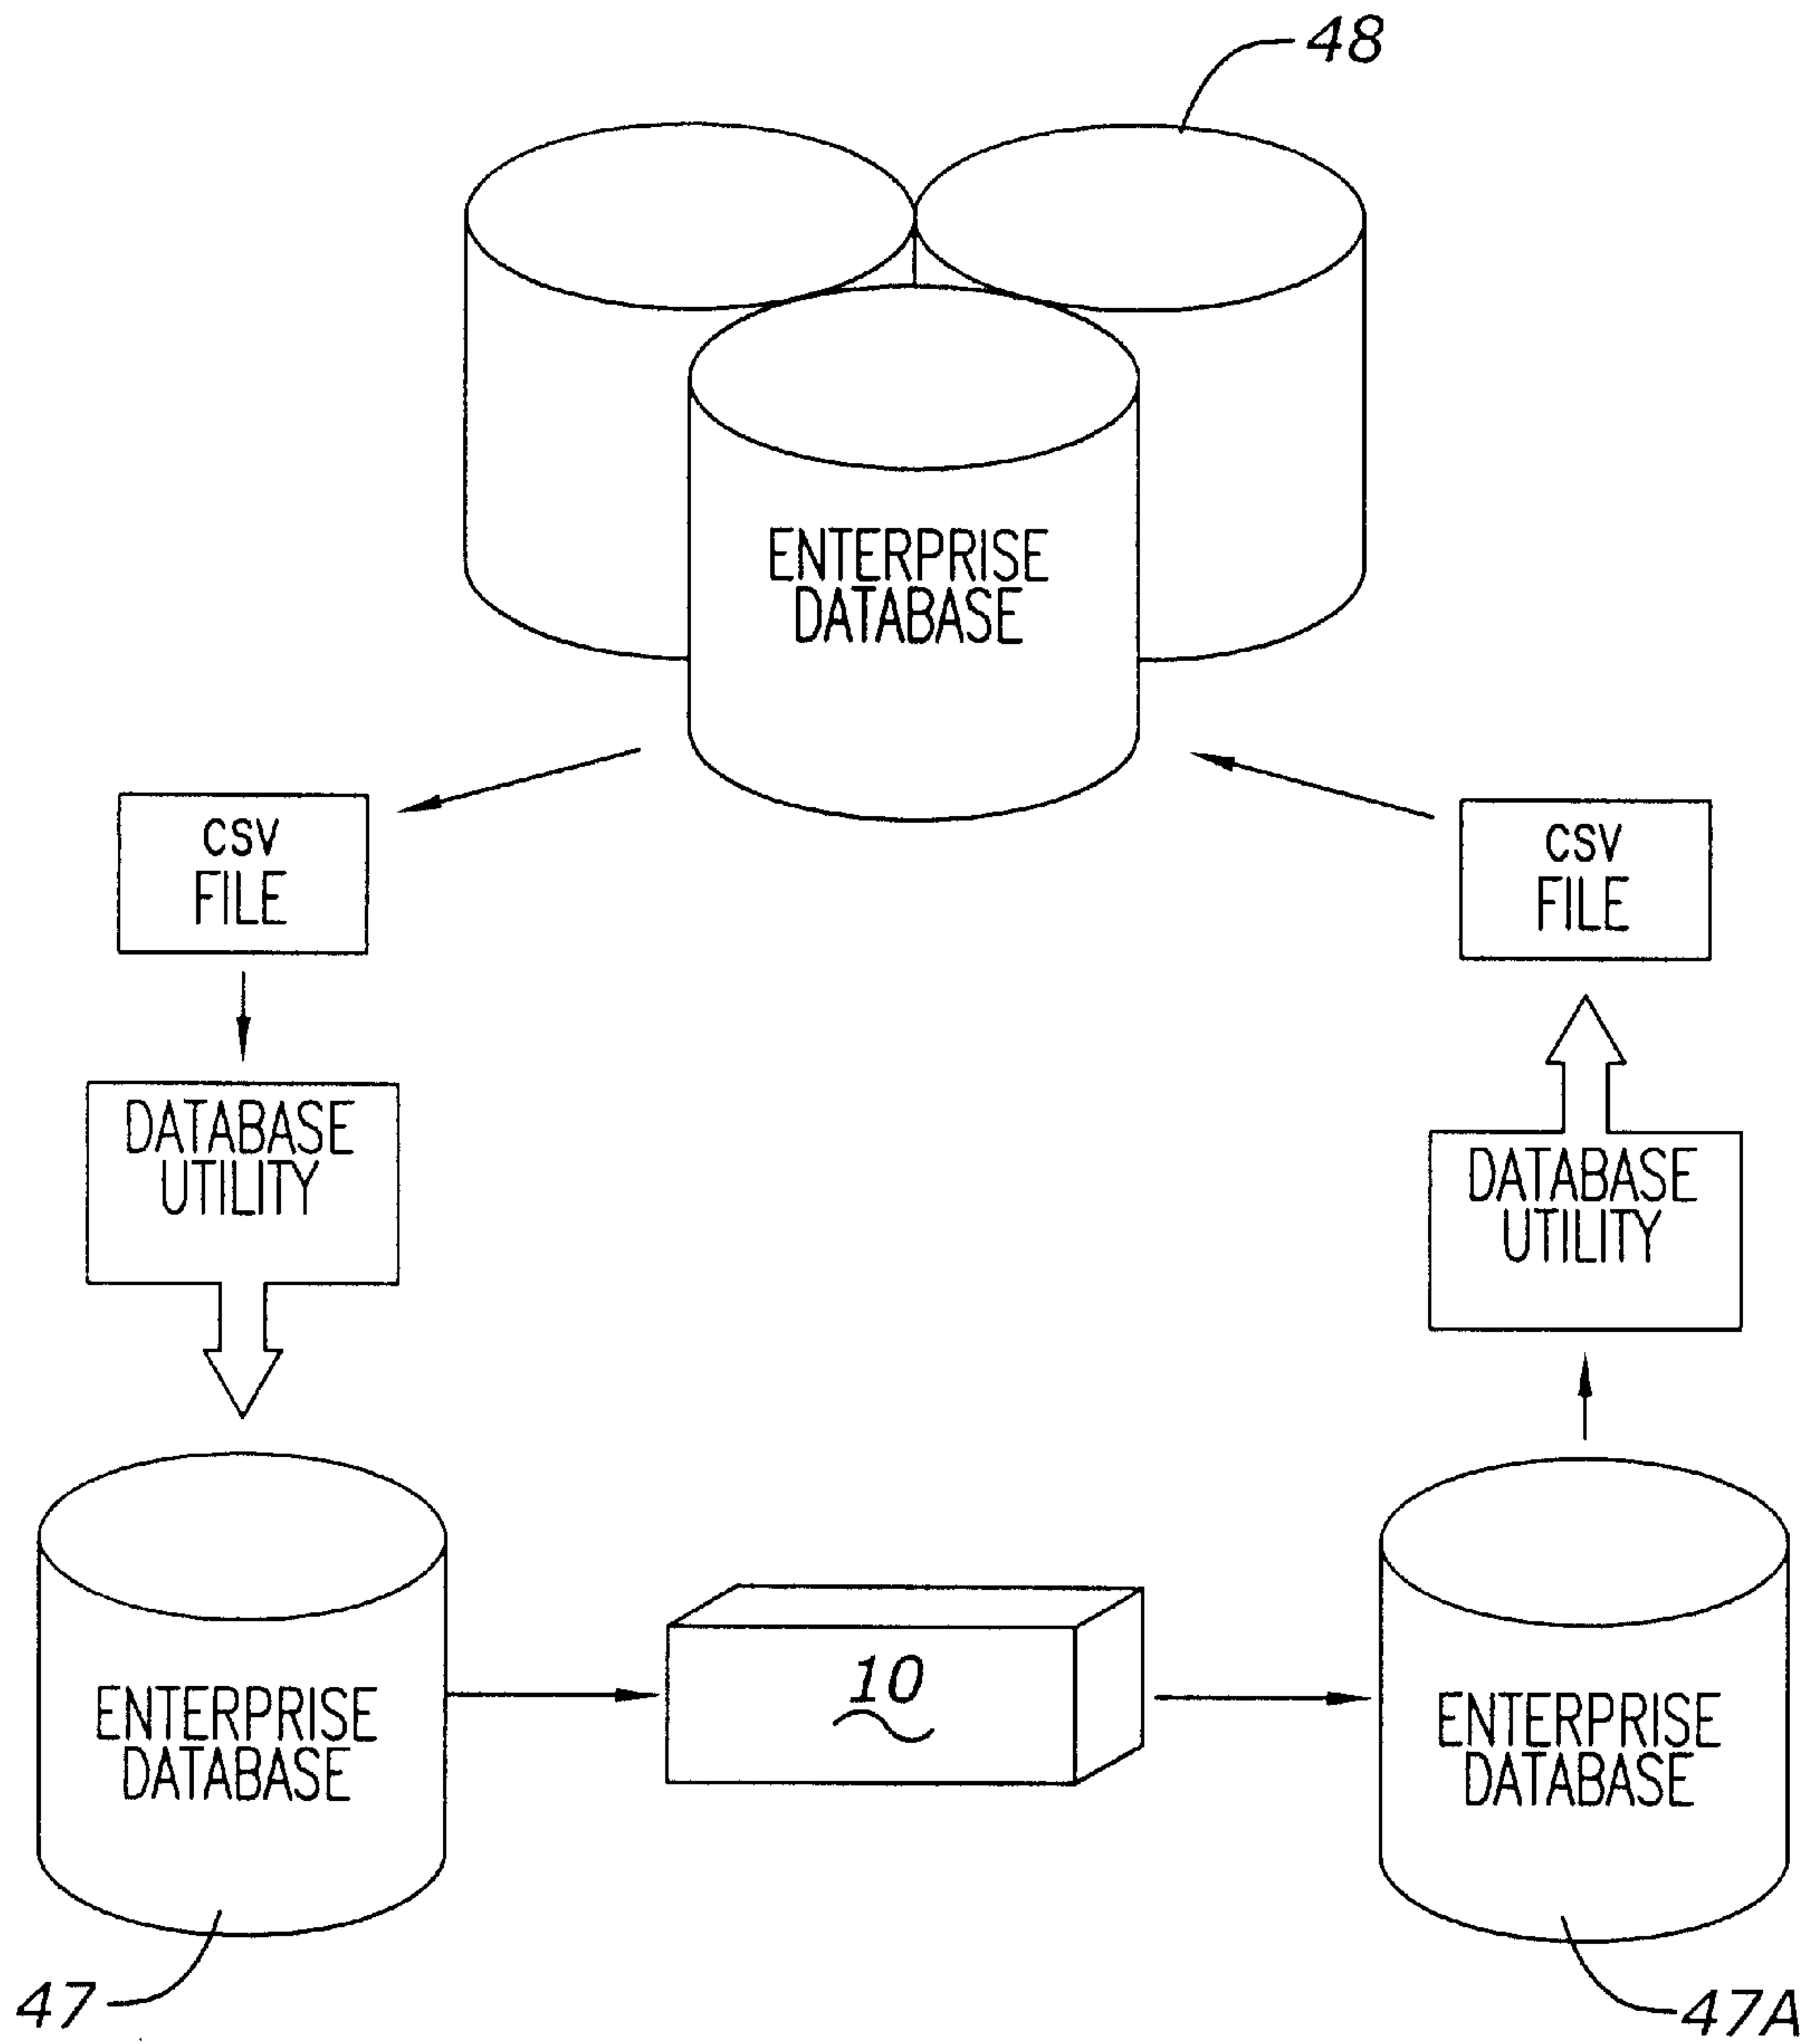 48
ENTERPRISE
DATABASE
CSV
FILE
CSV
FILE
DATABASE
UTILITY
DATABASE
UTILITY
ENTERPRISE
DATABASE
10
ENTERPRISE
DATABASE
47
47A